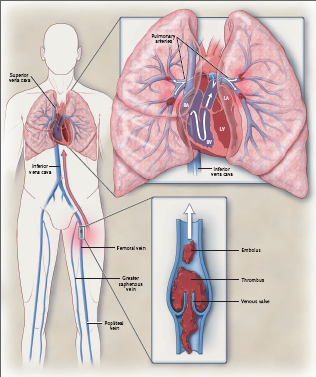 Pulmonary
arteries
Superior
vena cava
RA
LA
LV
RV
Inferior
vena cava
Inferior
vena cava
Femoral vein
Greater
saphenous
vein
Popliteal
vein
Embolus
Thrombus
Venous valve